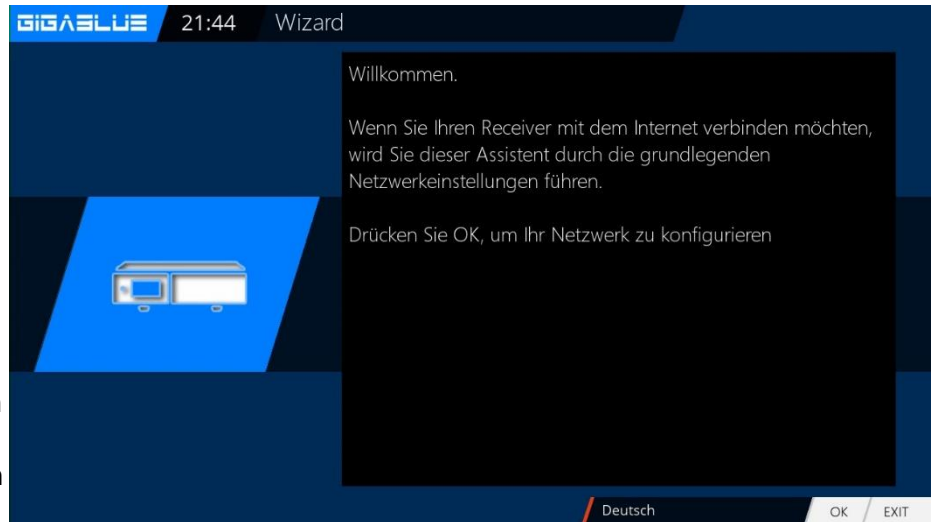 GIGABLUE 21:44 Wizard
Willkommen.
Wenn Sie Ihren Receiver mit dem Internet verbinden möchten,
wird Sie dieser Assistent durch die grundlegenden
Netzwerkeinstellungen führen.
Drücken Sie OK, um Ihr Netzwerk zu konfigurieren
Deutsch OK EXIT